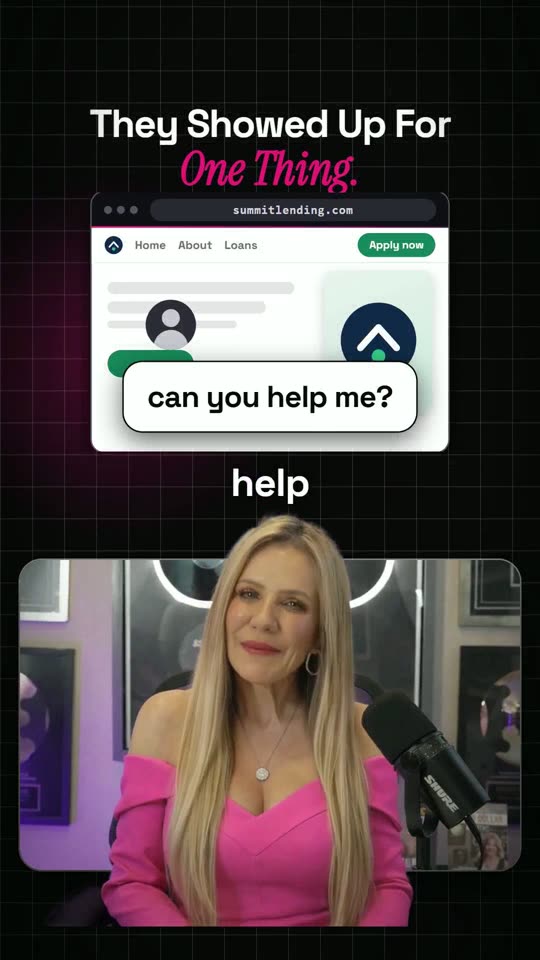 They Showed Up For
One Thing.
summitlending.com
Home About Loans Apply now
can you help me?
help
SHURE
DOLLAR